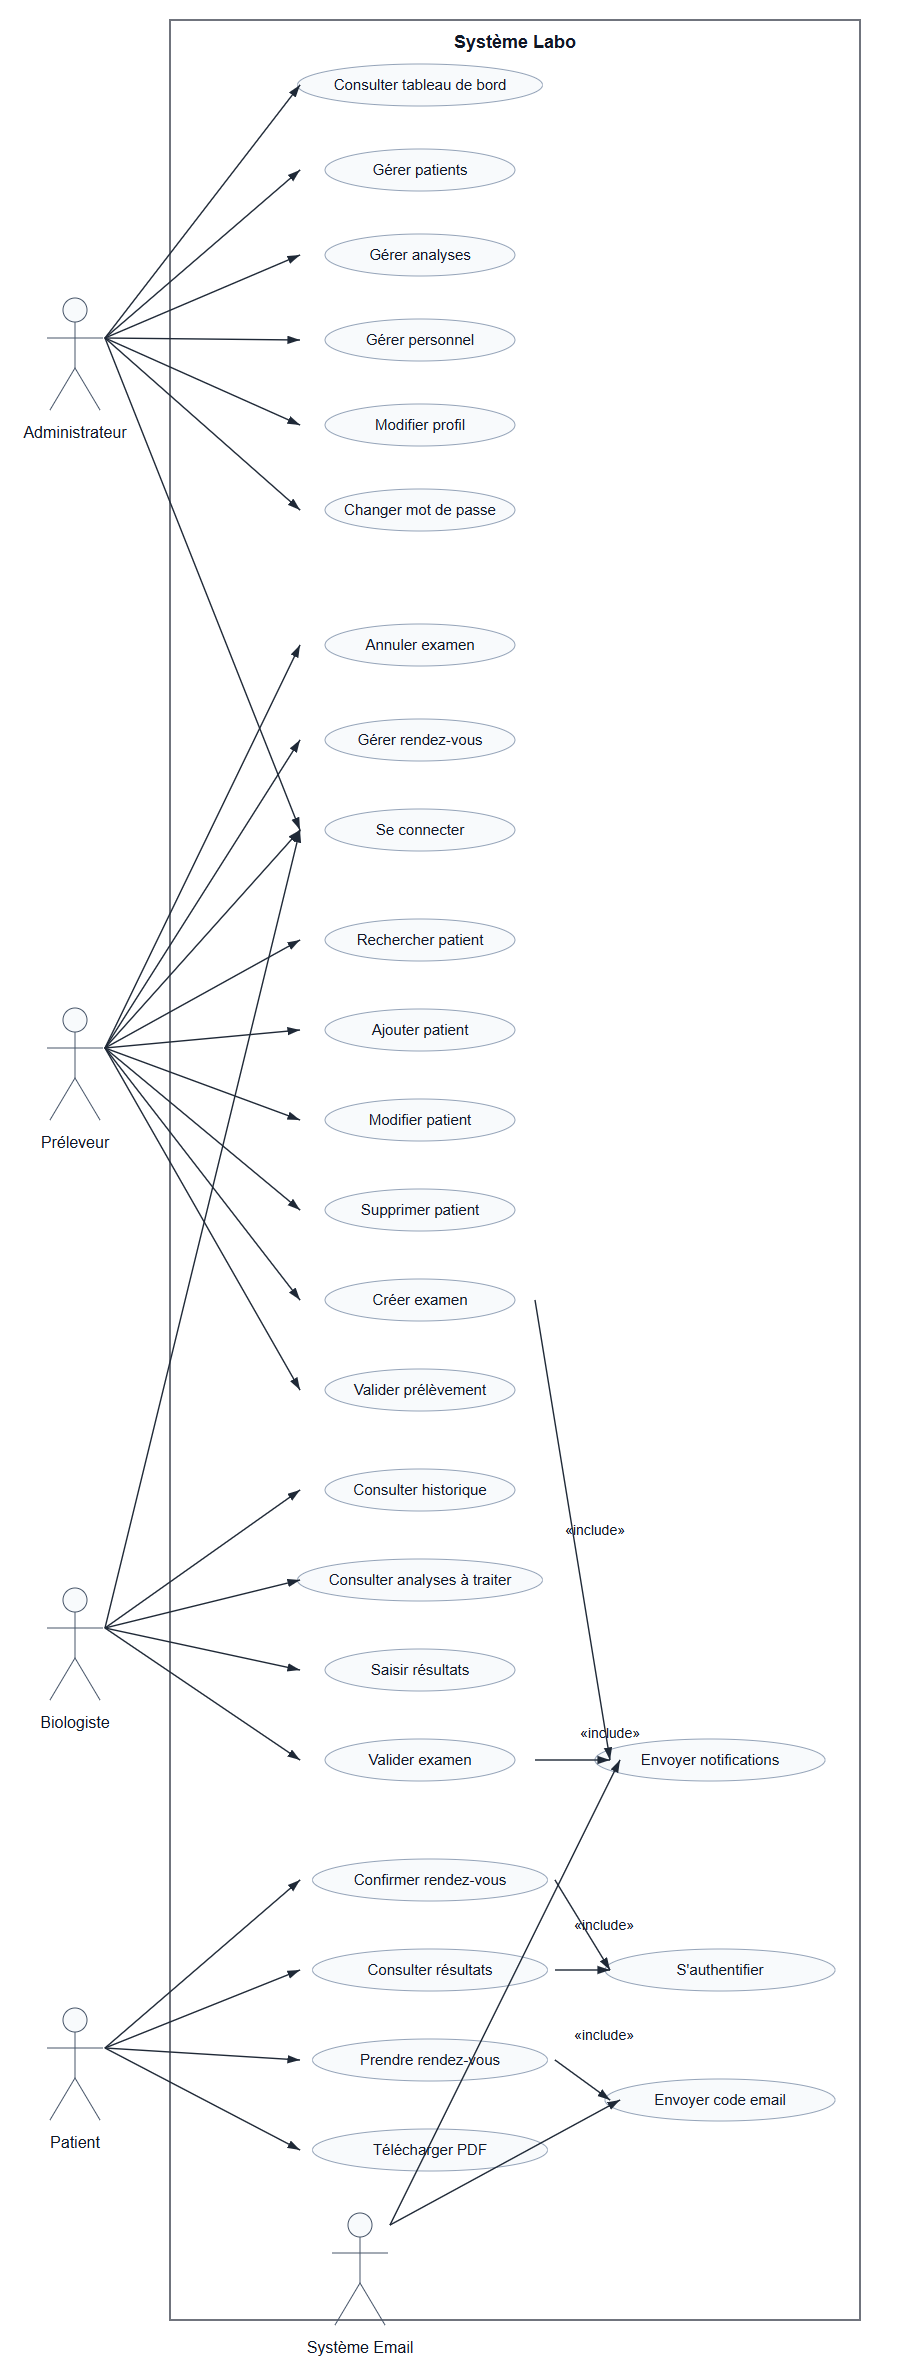 Système Labo
Consulter tableau de bord
Gérer patients
Gérer analyses
Gérer personnel
Modifier profil
Administrateur
Changer mot de passe
Annuler examen
Gérer rendez-vous
Se connecter
Rechercher patient
Ajouter patient
Modifier patient
Préleveur
Supprimer patient
Créer examen
Valider prélèvement
Consulter historique
«include»
Consulter analyses à traiter
Saisir résultats
Biologiste
«include»
Valider examen
Envoyer notifications
Confirmer rendez-vous
«include»
Consulter résultats
S'authentifier
«include»
Prendre rendez-vous
Envoyer code email
Patient
Télécharger PDF
Système Email